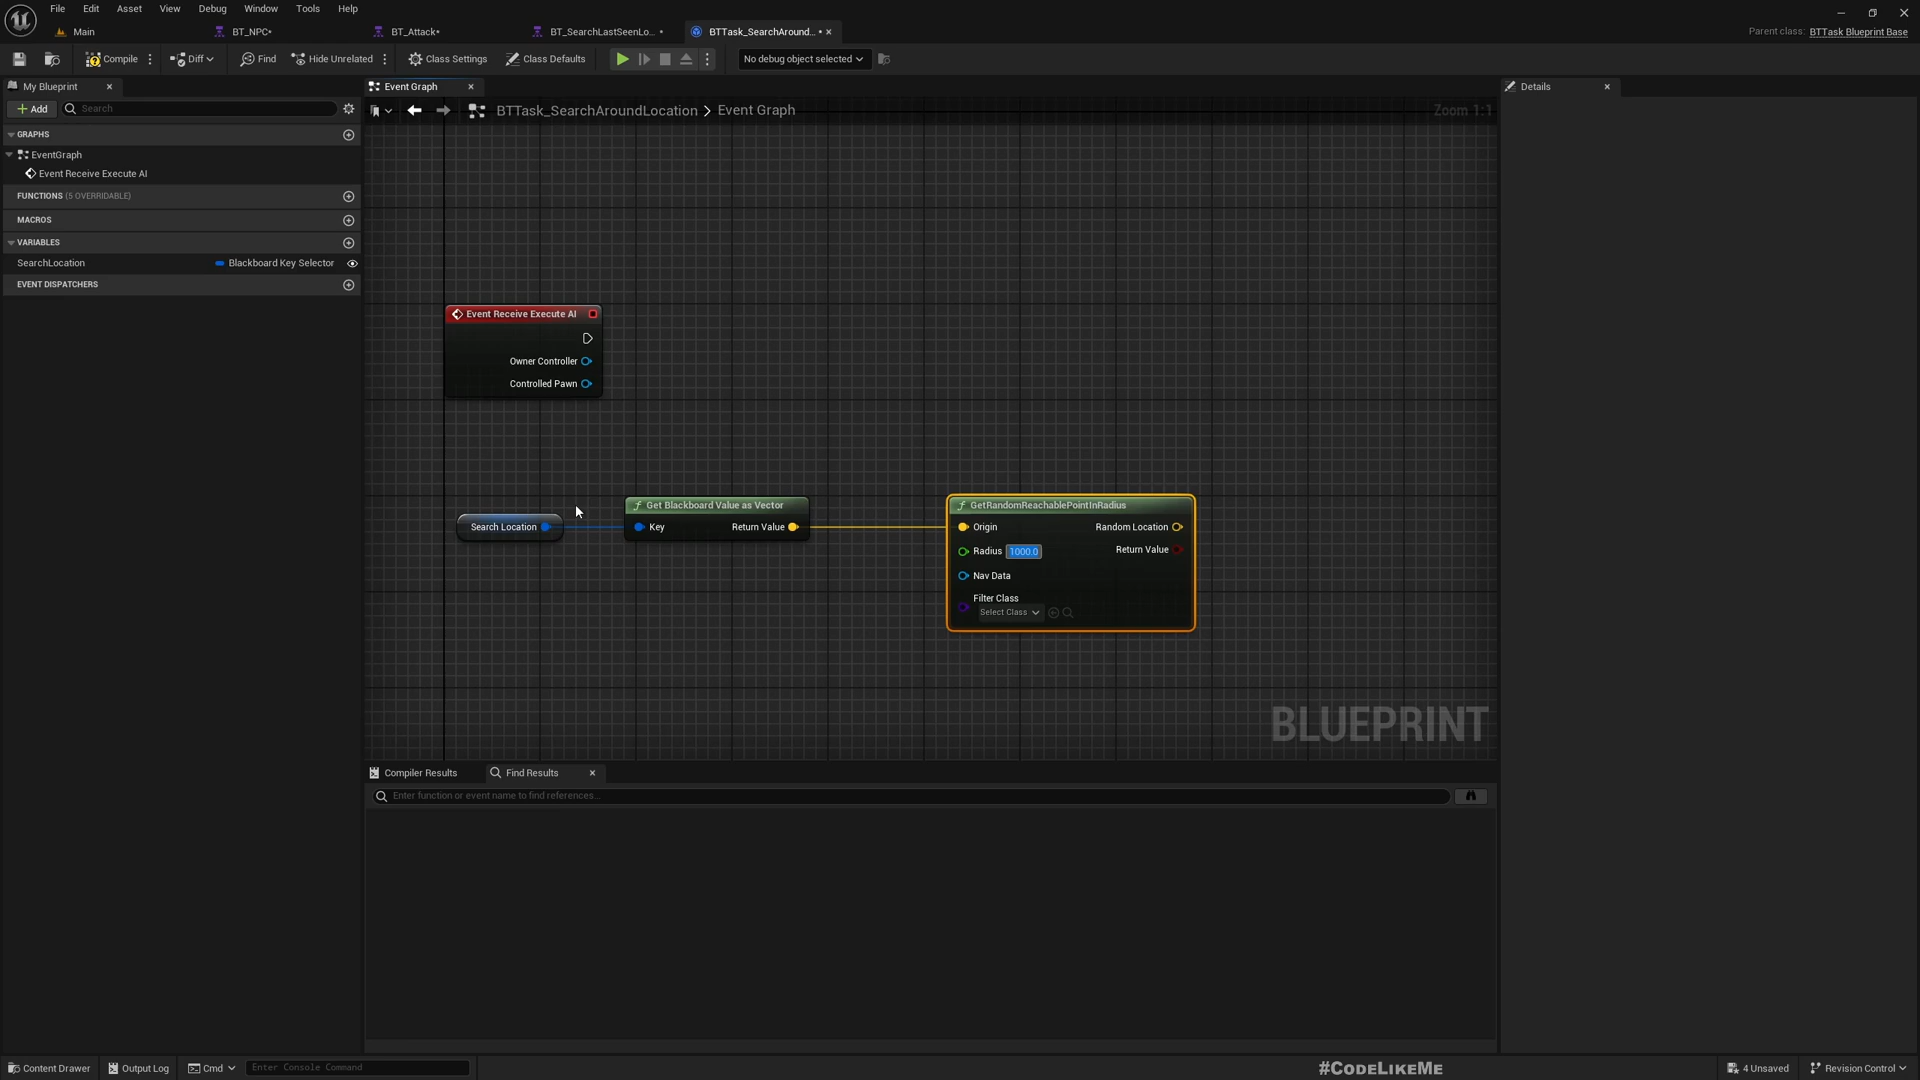 File Edit Asset View Debug Window Tools Help
Main
BT_NPC*
BT_Attack*
BT_SearchLastSeenLo... •
BTTask_SearchAround... •
Parent class: BTTask Blueprint Base
Compile
Diff
Find
Hide Unrelated
Class Settings
Class Defaults
No debug object selected
My Blueprint
Event Graph
Details
Add
Search
BTTask_SearchAroundLocation > Event Graph
Zoom 1:1
GRAPHS
EventGraph
Event Receive Execute AI
FUNCTIONS (5 OVERRIDABLE)
MACROS
VARIABLES
SearchLocation
Blackboard Key Selector
EVENT DISPATCHERS
Event Receive Execute AI
Owner Controller
Controlled Pawn
Search Location
Get Blackboard Value as Vector
Key
Return Value
GetRandomReachablePointInRadius
Origin
Random Location
Radius 1000.0
Return Value
Nav Data
Filter Class
Select Class
BLUEPRINT
Compiler Results
Find Results
Enter function or event name to find references...
Content Drawer
Output Log
Cmd
Enter Console Command
#CodeLikeMe
4 Unsaved
Revision Control